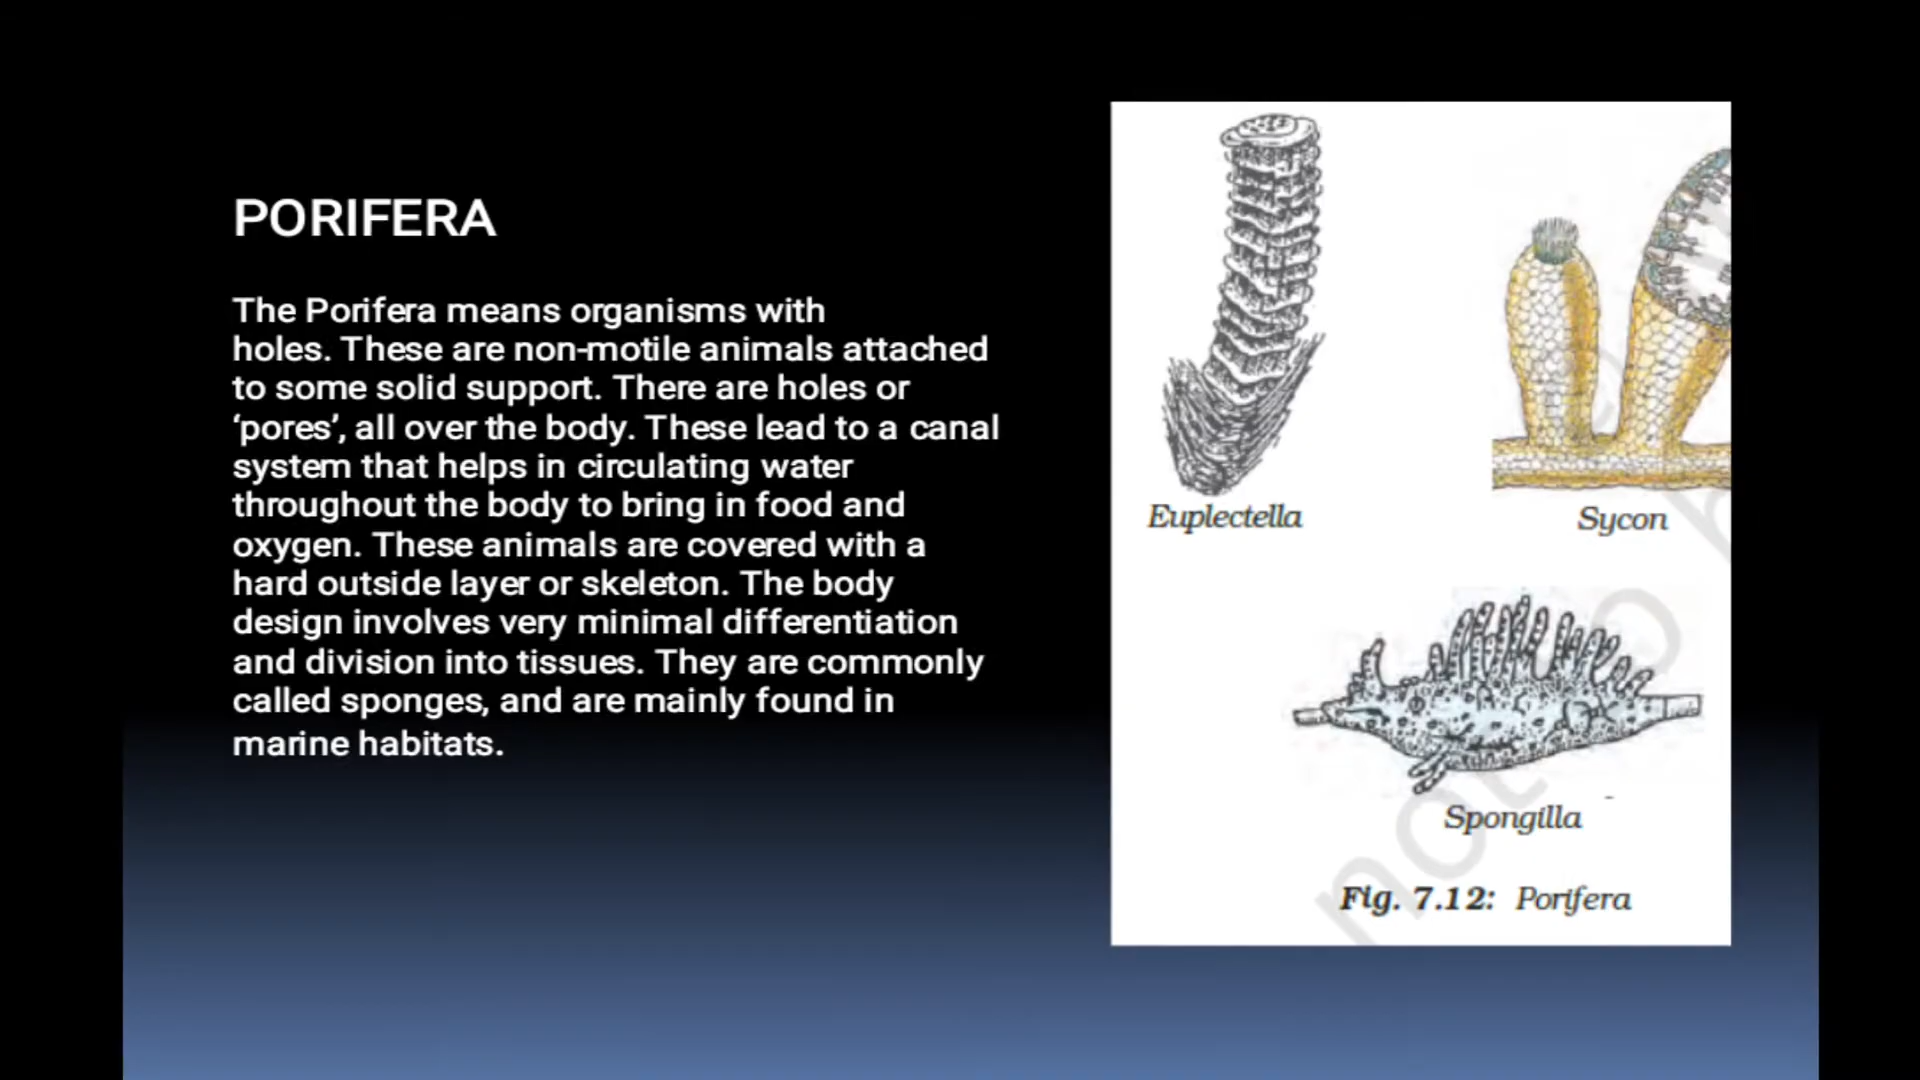 PORIFERA
The Porifera means organisms with
holes. These are non-motile animals attached
to some solid support. There are holes or
‘pores’, all over the body. These lead to a canal
system that helps in circulating water
throughout the body to bring in food and
oxygen. These animals are covered with a
hard outside layer or skeleton. The body
design involves very minimal differentiation
and division into tissues. They are commonly
called sponges, and are mainly found in
marine habitats.
Euplectella
Sycon
Spongilla
Fig. 7.12: Porifera
not to b